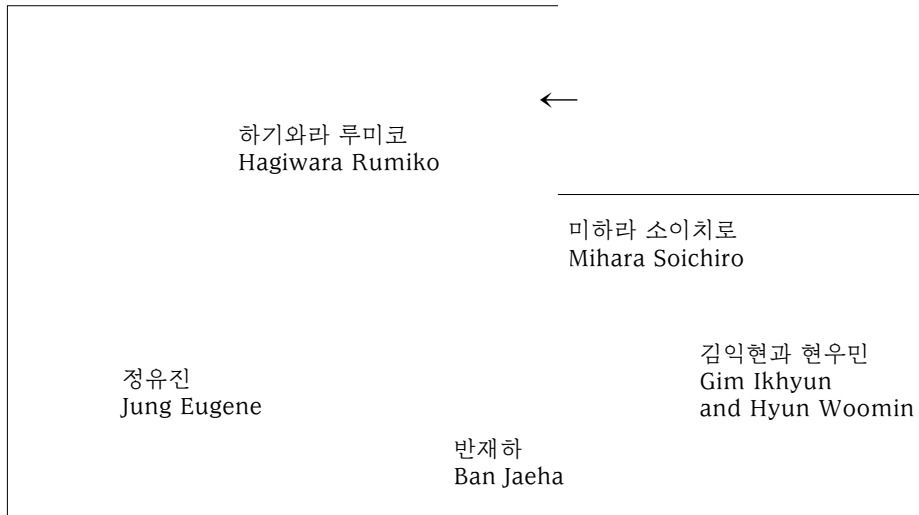 ←
하기와라 루미코
Hagiwara Rumiko
미하라 소이치로
Mihara Soichiro
김익현과 현우민
Gim Ikhyun
and Hyun Woomin
정유진
Jung Eugene
반재하
Ban Jaeha